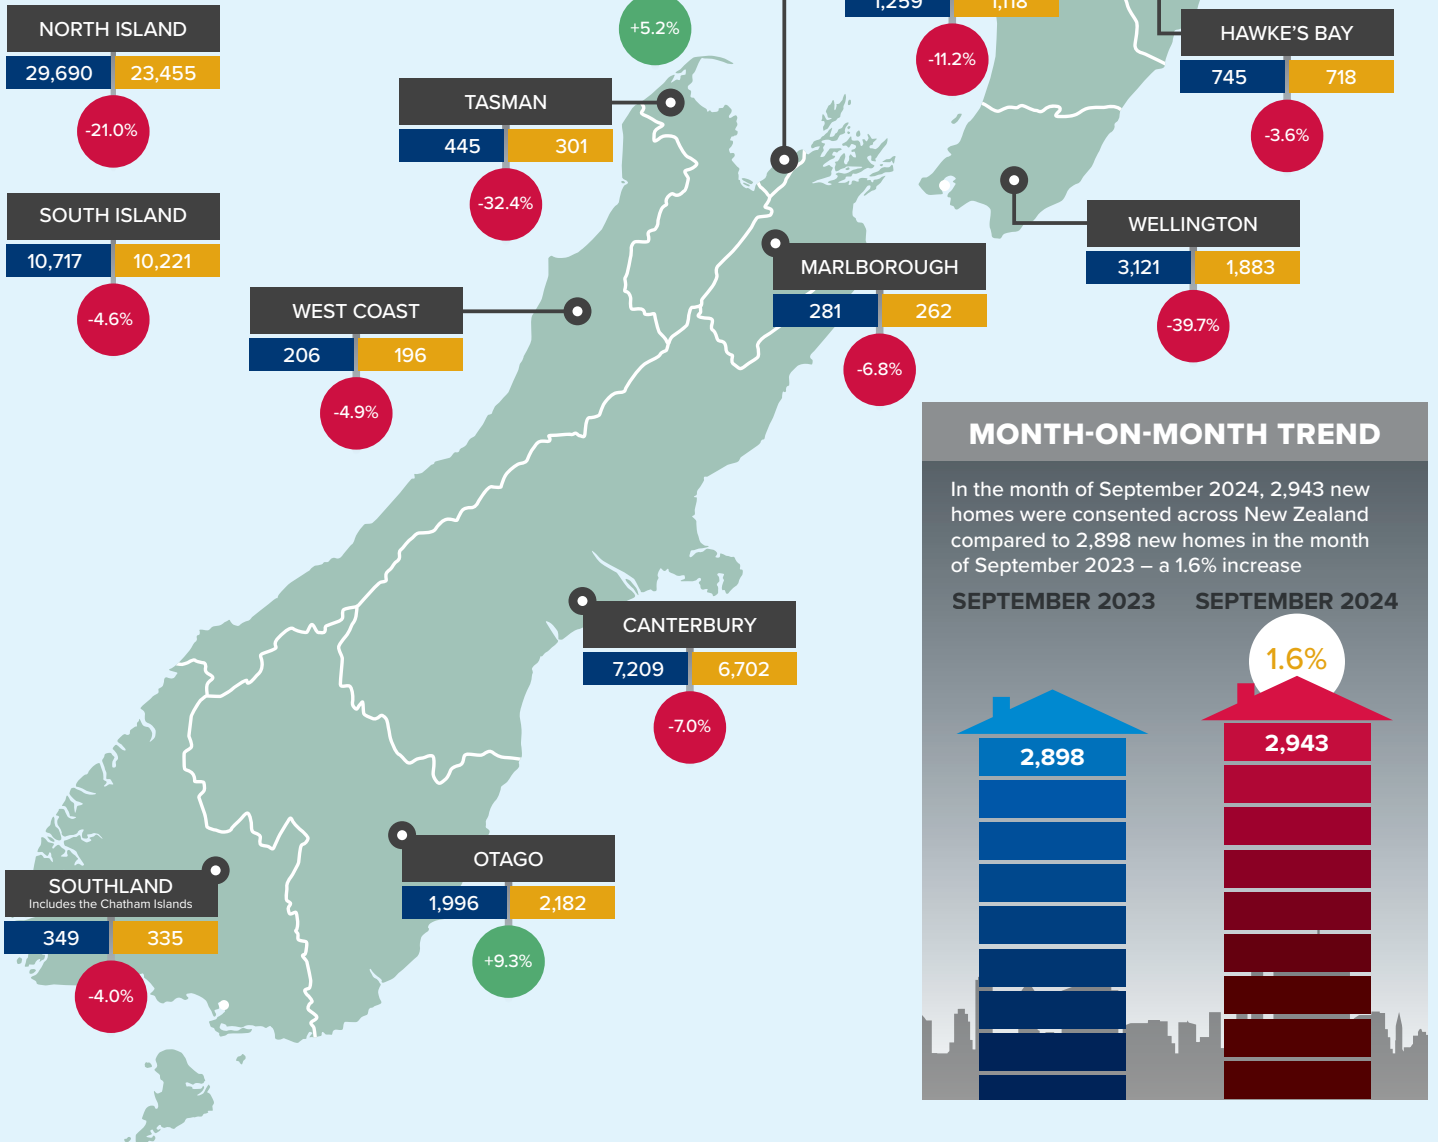 NORTH ISLAND
29,690 23,455
-21.0%
SOUTH ISLAND
10,717 10,221
-4.6%
+5.2%
TASMAN
445 301
-32.4%
WEST COAST
206 196
-4.9%
1,259 1,118
-11.2%
HAWKE'S BAY
745 718
-3.6%
WELLINGTON
3,121 1,883
-39.7%
MARLBOROUGH
281 262
-6.8%
CANTERBURY
7,209 6,702
-7.0%
OTAGO
1,996 2,182
+9.3%
SOUTHLAND
Includes the Chatham Islands
349 335
-4.0%
MONTH-ON-MONTH TREND
In the month of September 2024, 2,943 new
homes were consented across New Zealand
compared to 2,898 new homes in the month
of September 2023 – a 1.6% increase
SEPTEMBER 2023 SEPTEMBER 2024
1.6%
2,898 2,943